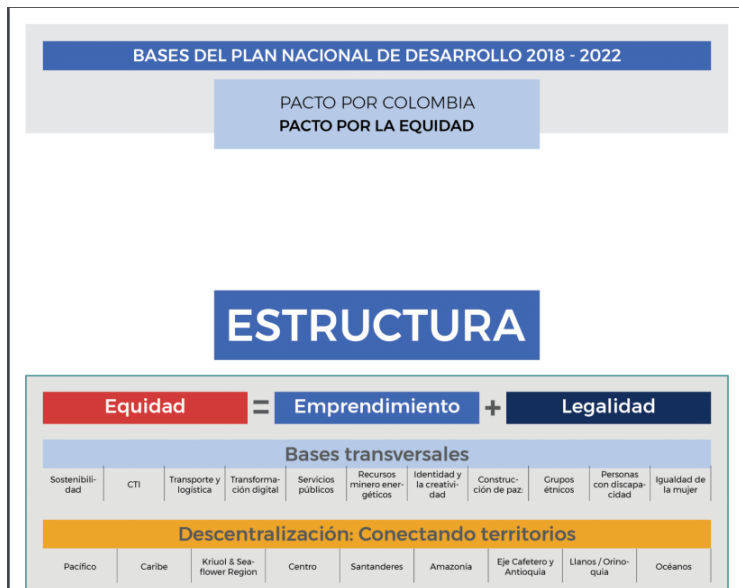 BASES DEL PLAN NACIONAL DE DESARROLLO 2018 - 2022
PACTO POR COLOMBIA
PACTO POR LA EQUIDAD
ESTRUCTURA
Equidad = Emprendimiento + Legalidad
Bases transversales
Sostenibili-
dad
CTI
Transporte y
logística
Transforma-
ción digital
Servicios
públicos
Recursos
minero ener-
géticos
Identidad y
la creativi-
dad
Construc-
ción de paz:
Grupos
étnicos
Personas
con discapa-
cidad
Igualdad de
la mujer
Descentralización: Conectando territorios
Pacífico
Caribe
Kriuol & Sea-
flower Region
Centro
Santanderes
Amazonía
Eje Cafetero y
Antioquia
Llanos / Orino-
quia
Océanos